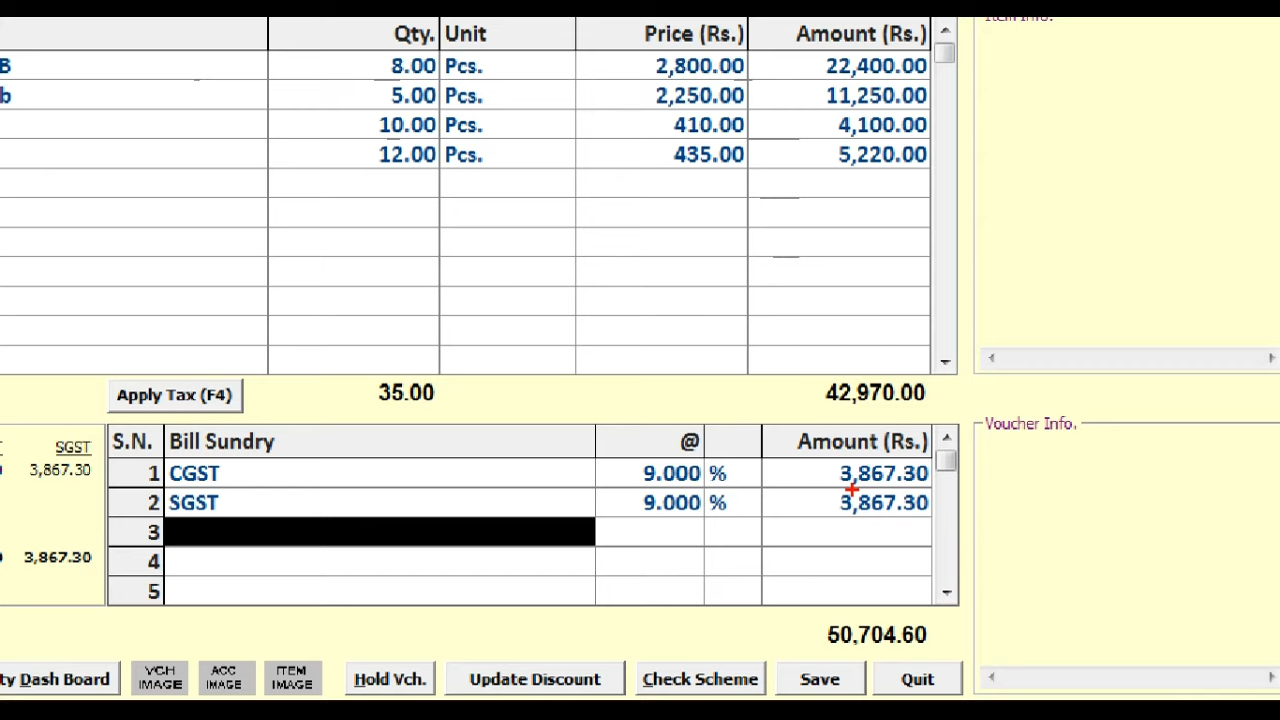 Item Info.
Qty. Unit Price (Rs.) Amount (Rs.)
B 8.00 Pcs. 2,800.00 22,400.00
b 5.00 Pcs. 2,250.00 11,250.00
10.00 Pcs. 410.00 4,100.00
12.00 Pcs. 435.00 5,220.00
Apply Tax (F4) 35.00 42,970.00
Voucher Info.
S.N. Bill Sundry @ Amount (Rs.)
SGST
3,867.30
1 CGST 9.000 % 3,867.30
2 SGST 9.000 % 3,867.30
3
3,867.30
4
5
50,704.60
ty Dash Board VCH IMAGE ACC IMAGE ITEM IMAGE Hold Vch. Update Discount Check Scheme Save Quit